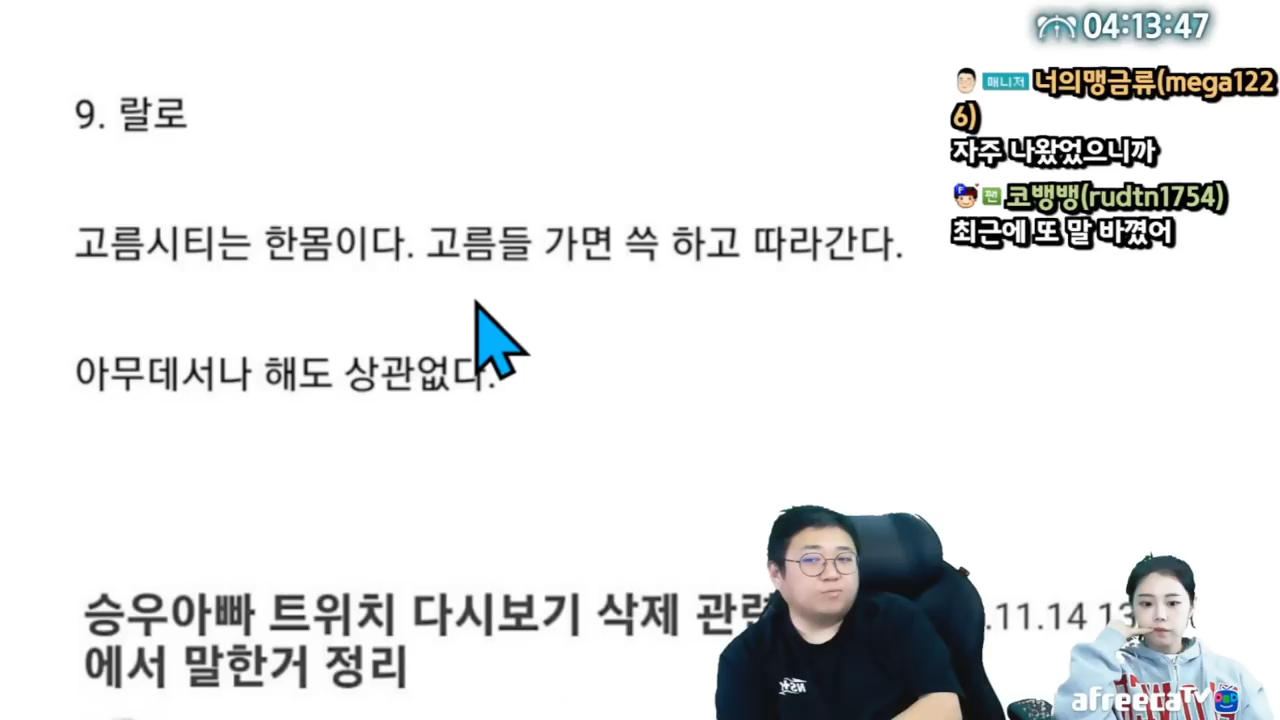 04:13:47
매니저 너의맹금류(mega122
6)
자주 나왔었으니까
팬 코뱅뱅(rudtn1754)
최근에 또 말 바꼈어
9. 랄로
고름시티는 한몸이다. 고름들 가면 쓱 하고 따라간다.
아무데서나 해도 상관없다.
승우아빠 트위치 다시보기 삭제 관련 .11.14 13
에서 말한거 정리
afreecaTV